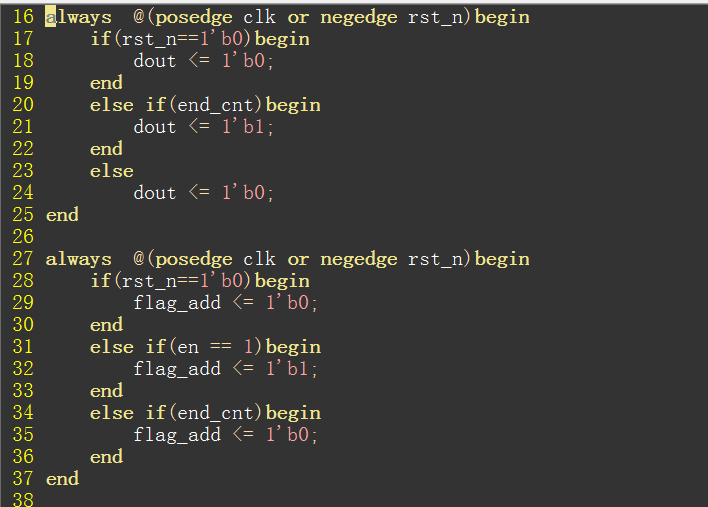 16 always  @(posedge clk or negedge rst_n)begin
17     if(rst_n==1'b0)begin
18         dout <= 1'b0;
19     end
20     else if(end_cnt)begin
21         dout <= 1'b1;
22     end
23     else
24         dout <= 1'b0;
25 end
26
27 always  @(posedge clk or negedge rst_n)begin
28     if(rst_n==1'b0)begin
29         flag_add <= 1'b0;
30     end
31     else if(en == 1)begin
32         flag_add <= 1'b1;
33     end
34     else if(end_cnt)begin
35         flag_add <= 1'b0;
36     end
37 end
38